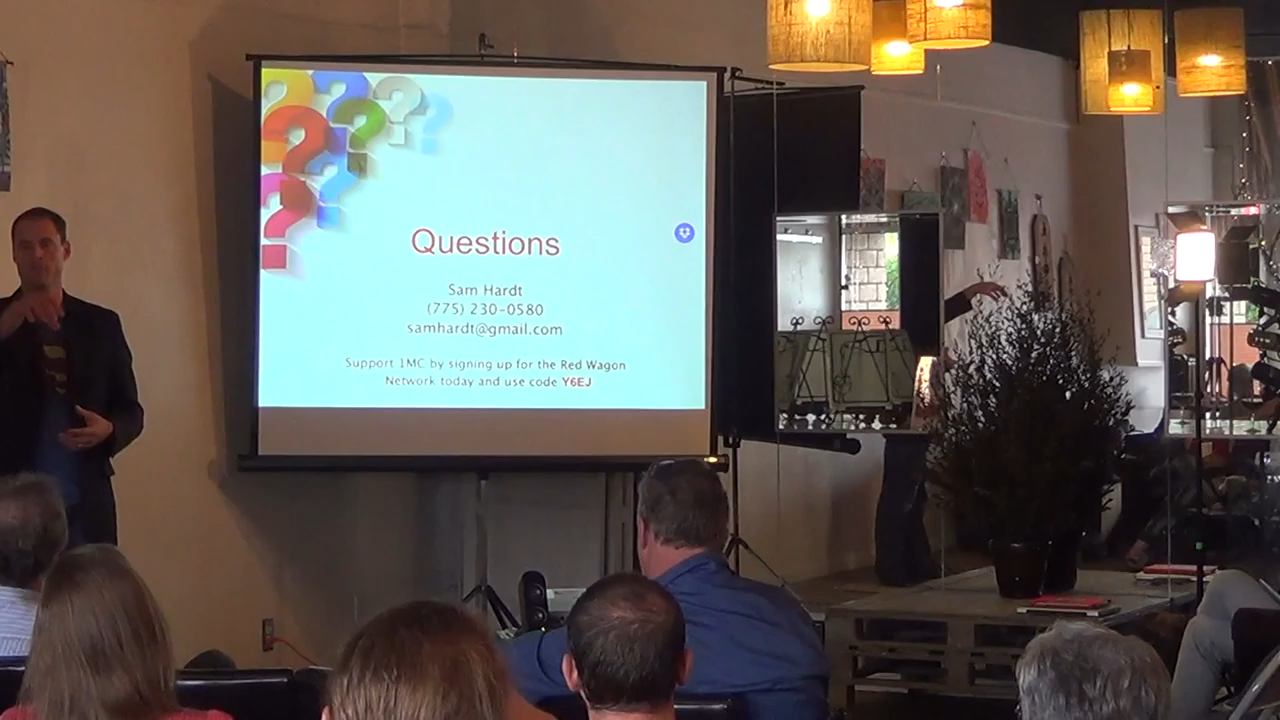 Questions
Sam Hardt
(775) 230-0580
samhardt@gmail.com
Support 1MC by signing up for the Red Wagon
Network today and use code Y6EJ